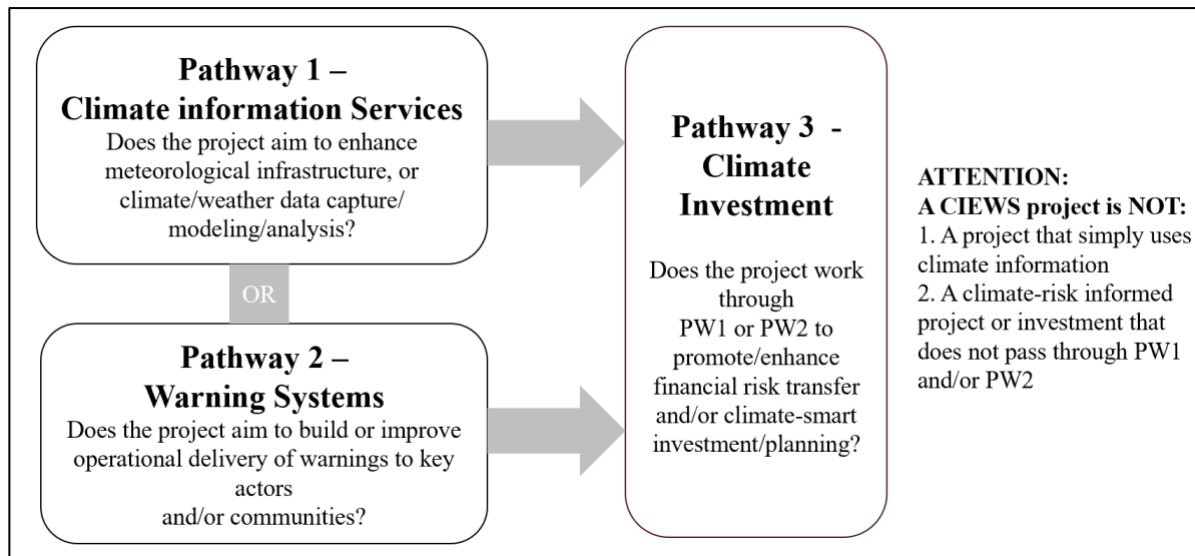 Pathway 1 –
Climate information Services
Does the project aim to enhance
meteorological infrastructure, or
climate/weather data capture/
modeling/analysis?
OR
Pathway 2 –
Warning Systems
Does the project aim to build or improve
operational delivery of warnings to key
actors
and/or communities?
Pathway 3 -
Climate
Investment
Does the project work
through
PW1 or PW2 to
promote/enhance
financial risk transfer
and/or climate-smart
investment/planning?
ATTENTION:
A CIEWS project is NOT:
1. A project that simply uses
climate information
2. A climate-risk informed
project or investment that
does not pass through PW1
and/or PW2